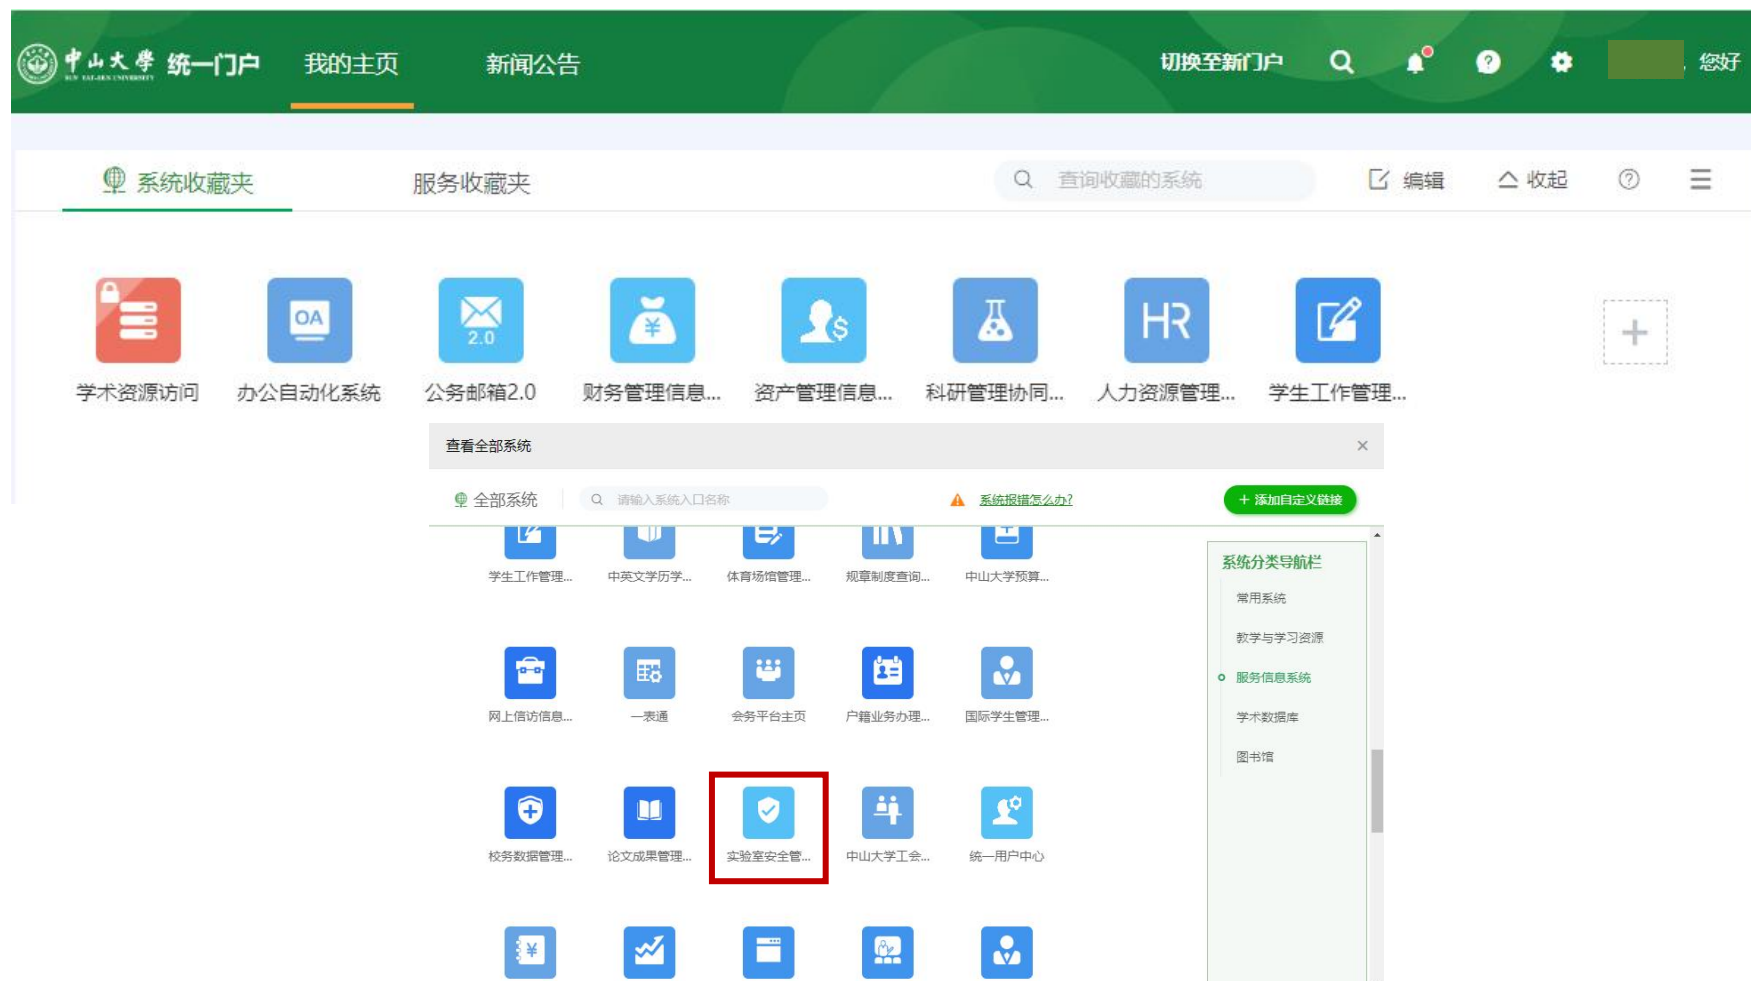 中山大學 统一门户 我的主页 新闻公告 切换至新门户 , 您好
SUN YAT-SEN UNIVERSITY
系统收藏夹 服务收藏夹 查询收藏的系统 编辑 收起
OA 2.0 ¥ $ HR
学术资源访问 办公自动化系统 公务邮箱2.0 财务管理信息... 资产管理信息... 科研管理协同... 人力资源管理... 学生工作管理...
查看全部系统
全部系统 请输入系统入口名称 系统报错怎么办? + 添加自定义链接
学生工作管理... 中英文学历学... 体育场馆管理... 规章制度查询... 中山大学预算...
网上信访信息... 一表通 会务平台主页 户籍业务办理... 国际学生管理...
校务数据管理... 论文成果管理... 实验室安全管... 中山大学工会... 统一用户中心
¥
系统分类导航栏
常用系统
教学与学习资源
服务信息系统
学术数据库
图书馆